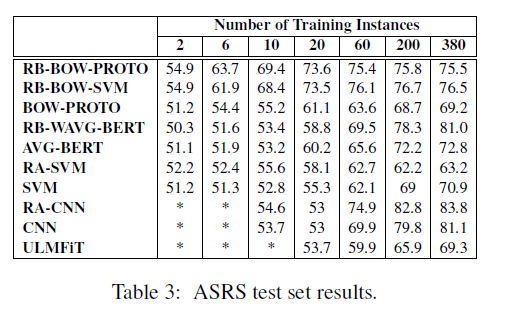 Number of Training Instances
2 6 10 20 60 200 380
RB-BOW-PROTO 54.9 63.7 69.4 73.6 75.4 75.8 75.5
RB-BOW-SVM 54.9 61.9 68.4 73.5 76.1 76.7 76.5
BOW-PROTO 51.2 54.4 55.2 61.1 63.6 68.7 69.2
RB-WAVG-BERT 50.3 51.6 53.4 58.8 69.5 78.3 81.0
AVG-BERT 51.1 51.9 53.2 60.2 65.6 72.2 72.8
RA-SVM 52.2 52.4 55.6 58.1 62.7 62.2 63.2
SVM 51.2 51.3 52.8 55.3 62.1 69 70.9
RA-CNN * * 54.6 53 74.9 82.8 83.8
CNN * * 53.7 53 69.9 79.8 81.1
ULMFiT * * * 53.7 59.9 65.9 69.3
Table 3: ASRS test set results.